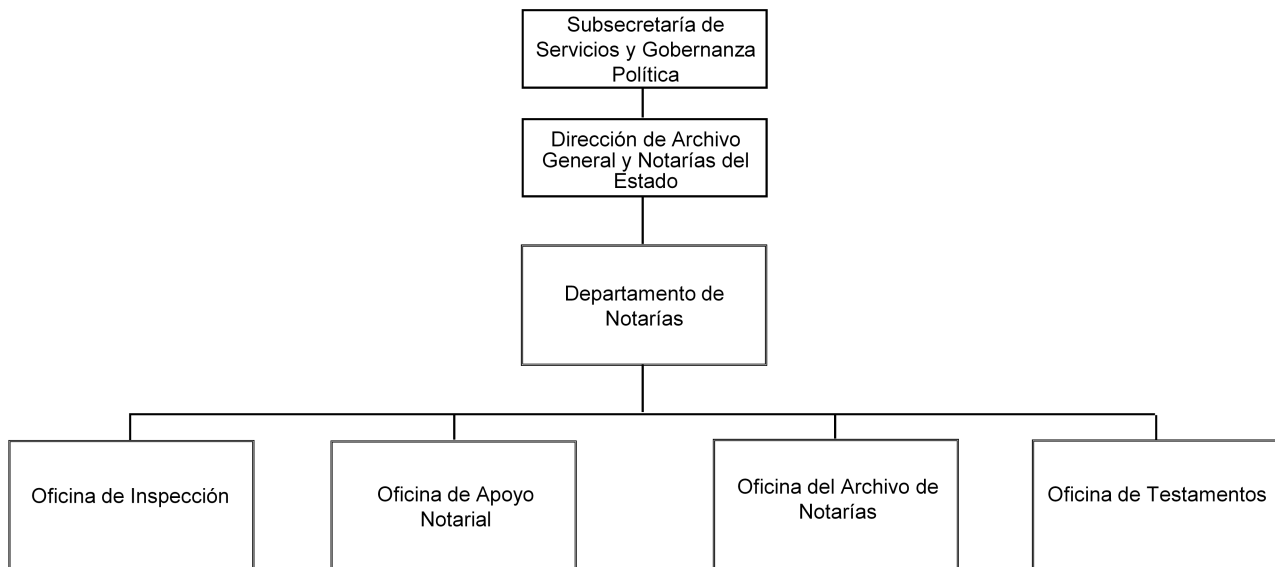 Subsecretaría de
Servicios y Gobernanza
Política
Dirección de Archivo
General y Notarías del
Estado
Departamento de
Notarías
Oficina de Inspección
Oficina de Apoyo
Notarial
Oficina del Archivo de
Notarías
Oficina de Testamentos